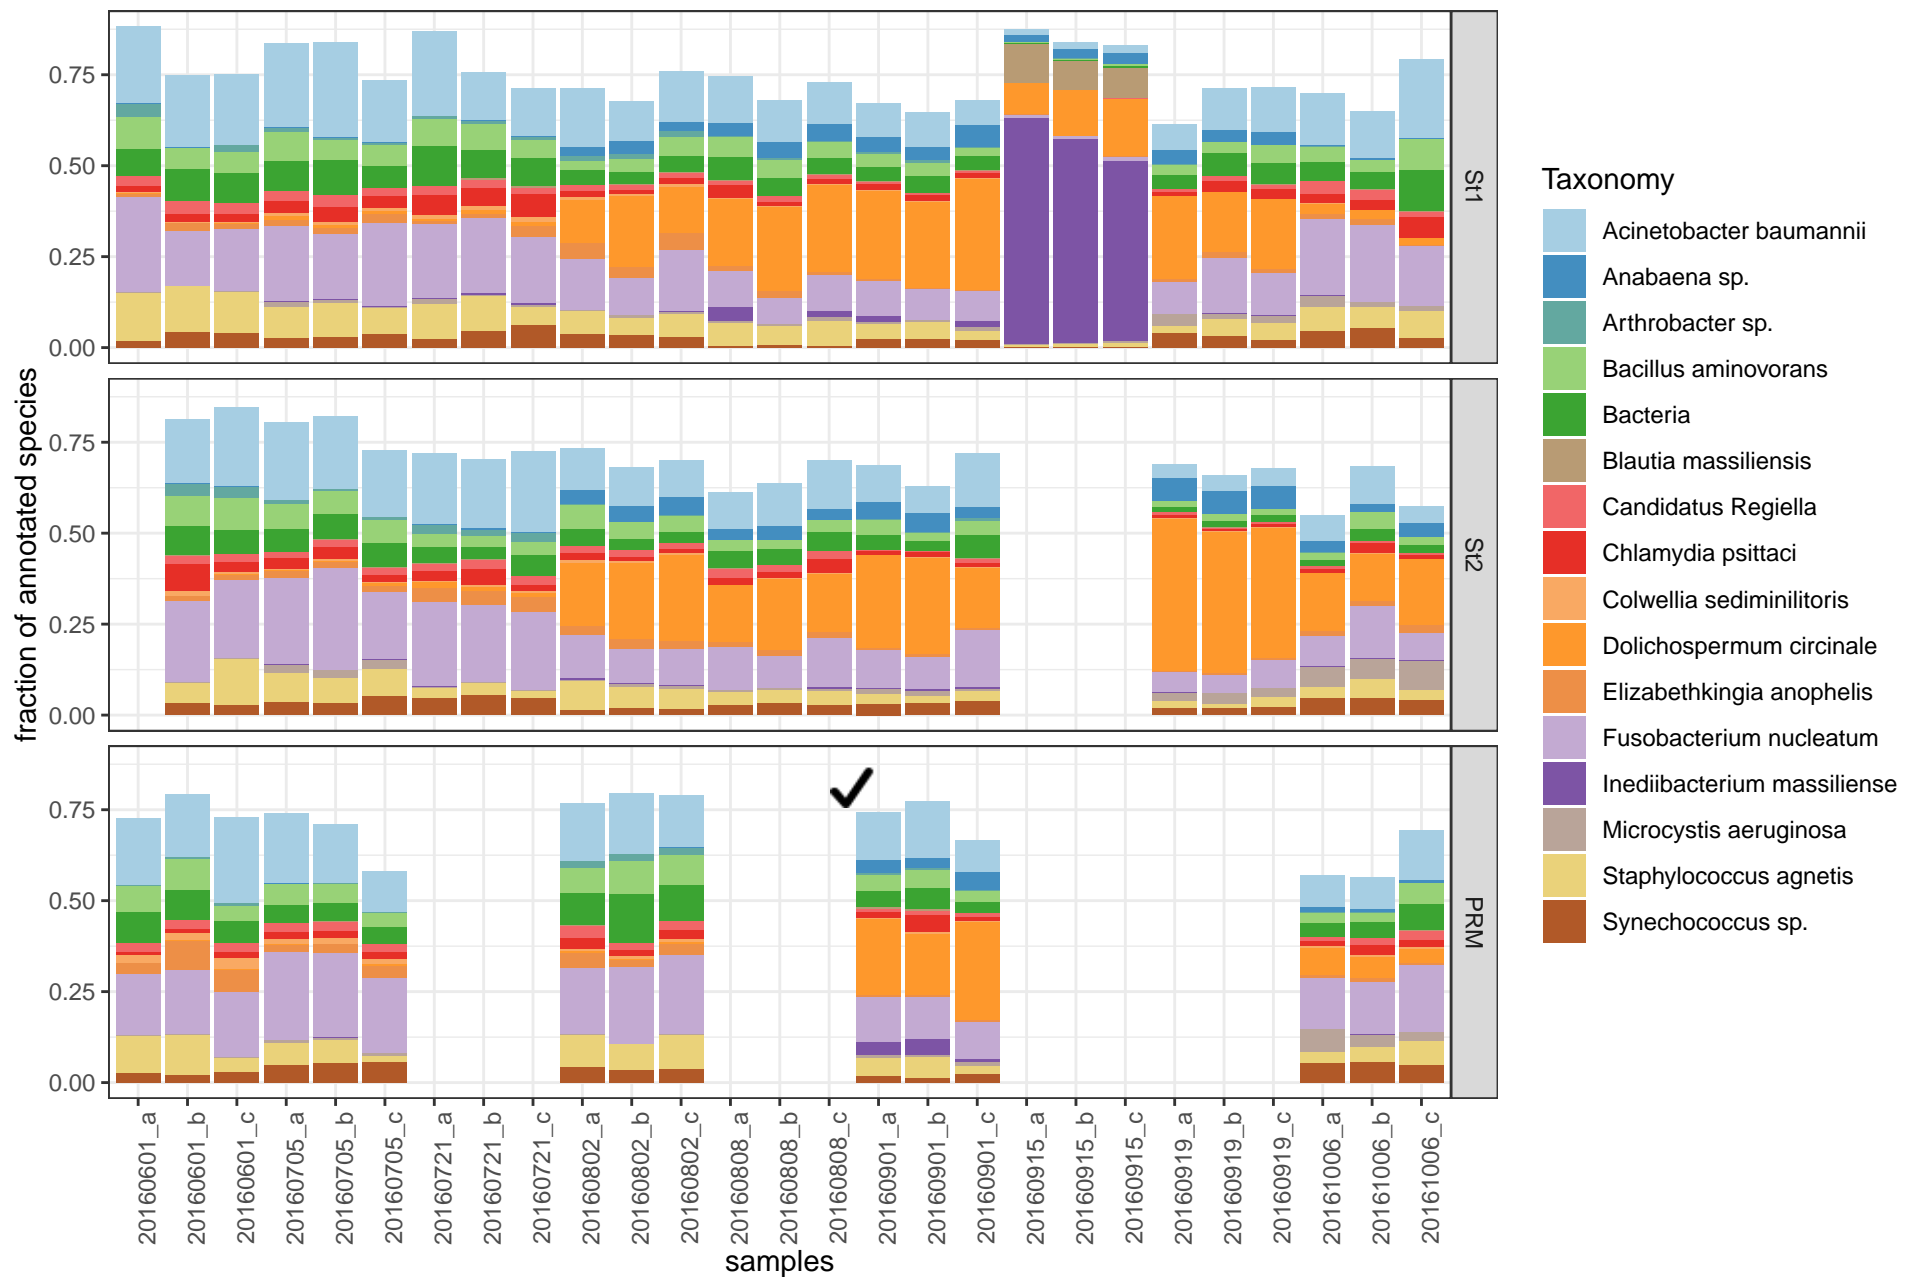 fraction of annotated species
0.75
0.50
0.25
0.00
St1
0.75
0.50
0.25
0.00
St2
0.75
0.50
0.25
0.00
PRM
20160601_a
20160601_b
20160601_c
20160705_a
20160705_b
20160705_c
20160721_a
20160721_b
20160721_c
20160802_a
20160802_b
20160802_c
20160808_a
20160808_b
20160808_c
20160901_a
20160901_b
20160901_c
20160915_a
20160915_b
20160915_c
20160919_a
20160919_b
20160919_c
20161006_a
20161006_b
20161006_c
samples
Taxonomy
Acinetobacter baumannii
Anabaena sp.
Arthrobacter sp.
Bacillus aminovorans
Bacteria
Blautia massiliensis
Candidatus Regiella
Chlamydia psittaci
Colwellia sediminilitoris
Dolichospermum circinale
Elizabethkingia anophelis
Fusobacterium nucleatum
Inediibacterium massiliense
Microcystis aeruginosa
Staphylococcus agnetis
Synechococcus sp.